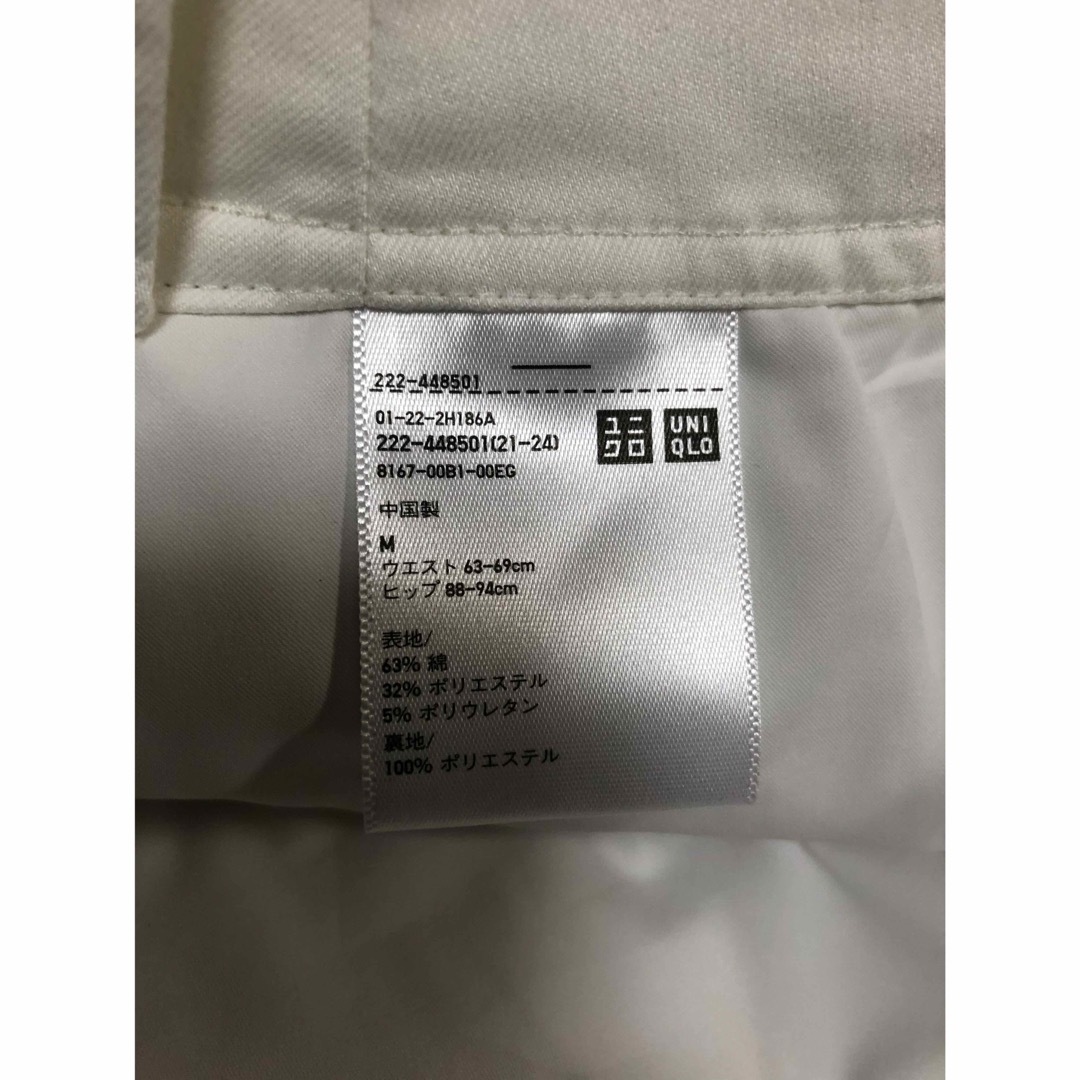 222-448501
01-22-2H186A
222-448501(21-24)
8167-00B1-00EG
ユニ
クロ
UNI
QLO
中国製
M
ウエスト 63-69cm
ヒップ 88-94cm
表地/
63% 綿
32% ポリエステル
5% ポリウレタン
裏地/
100% ポリエステル